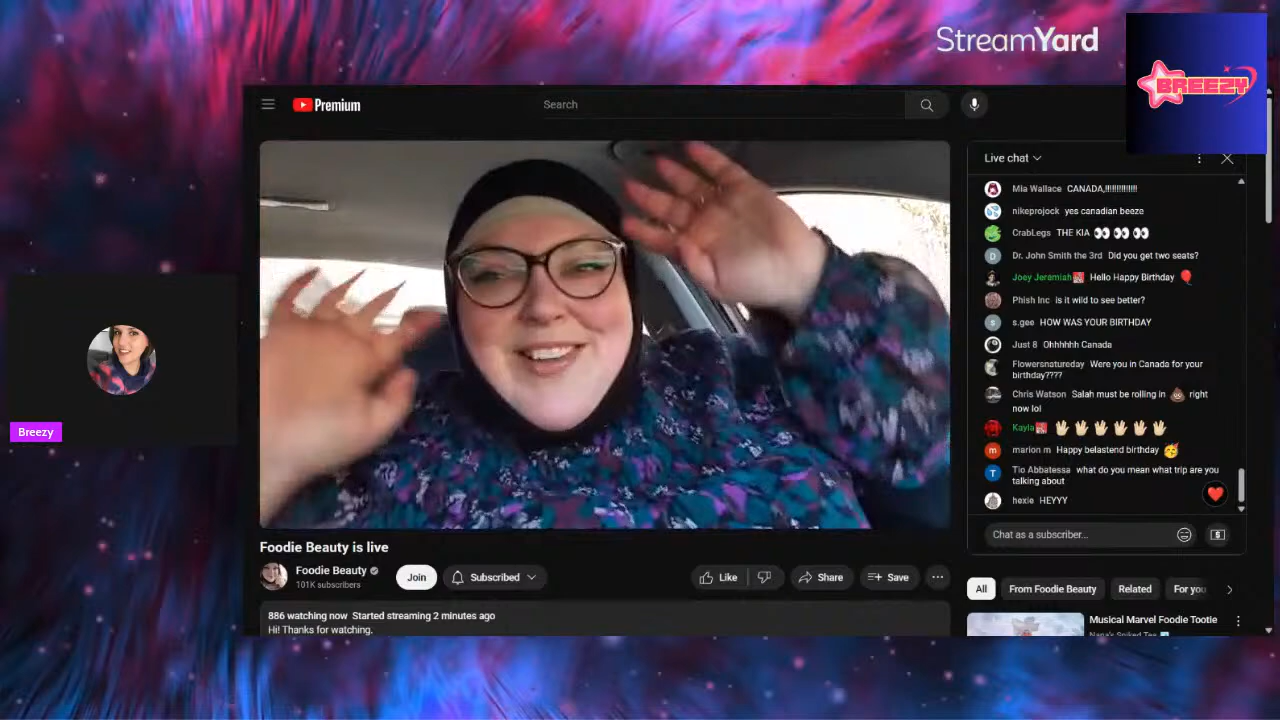 StreamYard
BREEZY
Premium
Search
Live chat
Mia Wallace CANADA,!!!!!!!!!!!!!!
nikeprojock yes canadian beeze
CrabLegs THE KIA 👀 👀 👀
D Dr. John Smith the 3rd Did you get two seats?
Joey Jeramiah Hello Happy Birthday 🎈
Phish Inc is it wild to see better?
s s.gee HOW WAS YOUR BIRTHDAY
Just 8 Ohhhhhh Canada
Flowersnatureday Were you in Canada for your
birthday????
Chris Watson Salah must be rolling in 💩 right
now lol
Kayla 🖖🏻 🖖🏻 🖖🏻 🖖🏻 🖖🏻 🖖🏻
m marion m Happy belastend birthday 🥳
T Tio Abbatessa what do you mean what trip are you
talking about
hexie HEYYY
Chat as a subscriber...
Breezy
Foodie Beauty is live
Foodie Beauty
101K subscribers
Join
Subscribed
Like
Share
Save
886 watching now Started streaming 2 minutes ago
Hi! Thanks for watching.
All
From Foodie Beauty
Related
For you
Musical Marvel Foodie Tootie
Nana's Spiked Tea